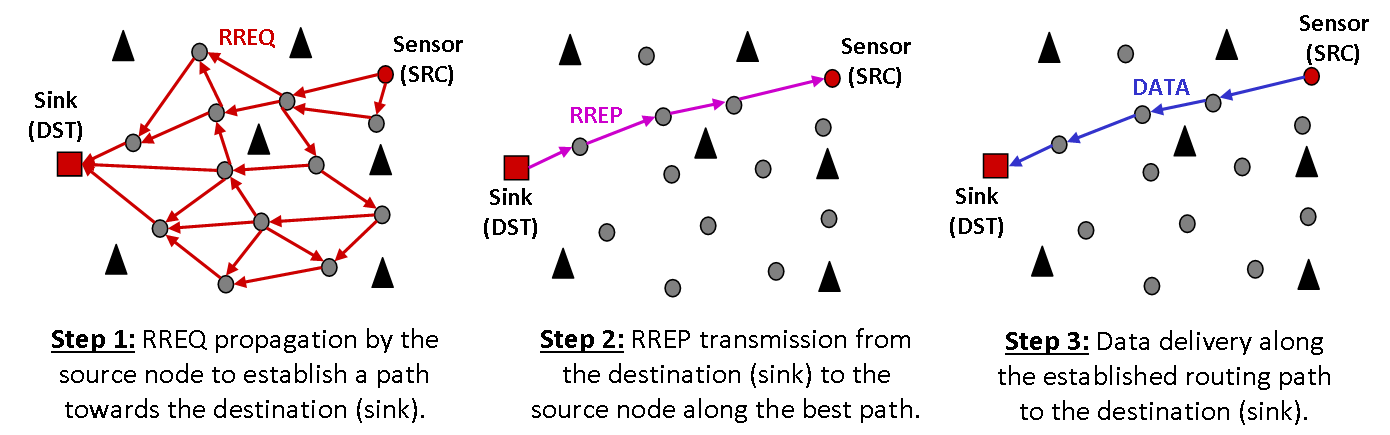 RREQ
Sensor
(SRC)
Sink
(DST)
Step 1: RREQ propagation by the
source node to establish a path
towards the destination (sink).
Sensor
(SRC)
RREP
Sink
(DST)
Step 2: RREP transmission from
the destination (sink) to the
source node along the best path.
Sensor
(SRC)
DATA
Sink
(DST)
Step 3: Data delivery along
the established routing path
to the destination (sink).